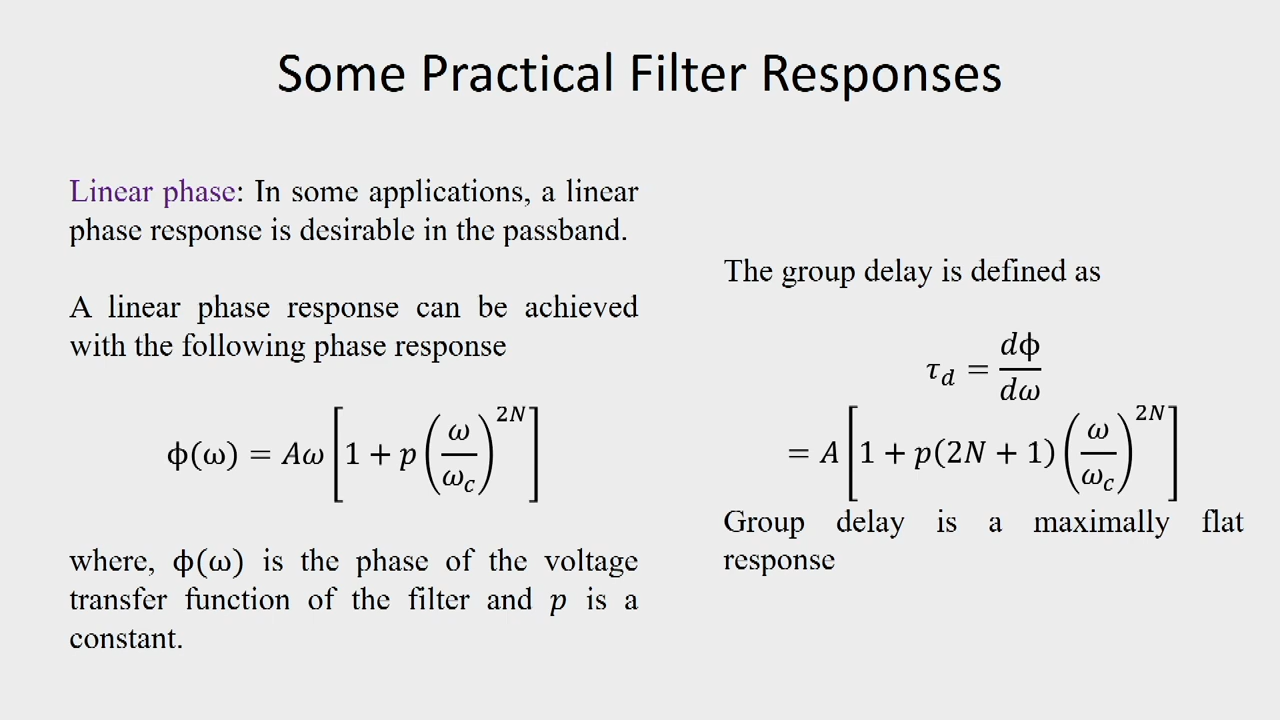 Some Practical Filter Responses
Linear phase: In some applications, a linear
phase response is desirable in the passband.
A linear phase response can be achieved
with the following phase response
ϕ(ω) = Aω [1 + p (ω/ω_c)^{2N}]
where, ϕ(ω) is the phase of the voltage
transfer function of the filter and p is a
constant.
The group delay is defined as
τ_d = dϕ/dω
= A [1 + p(2N + 1) (ω/ω_c)^{2N}]
Group delay is a maximally flat
response